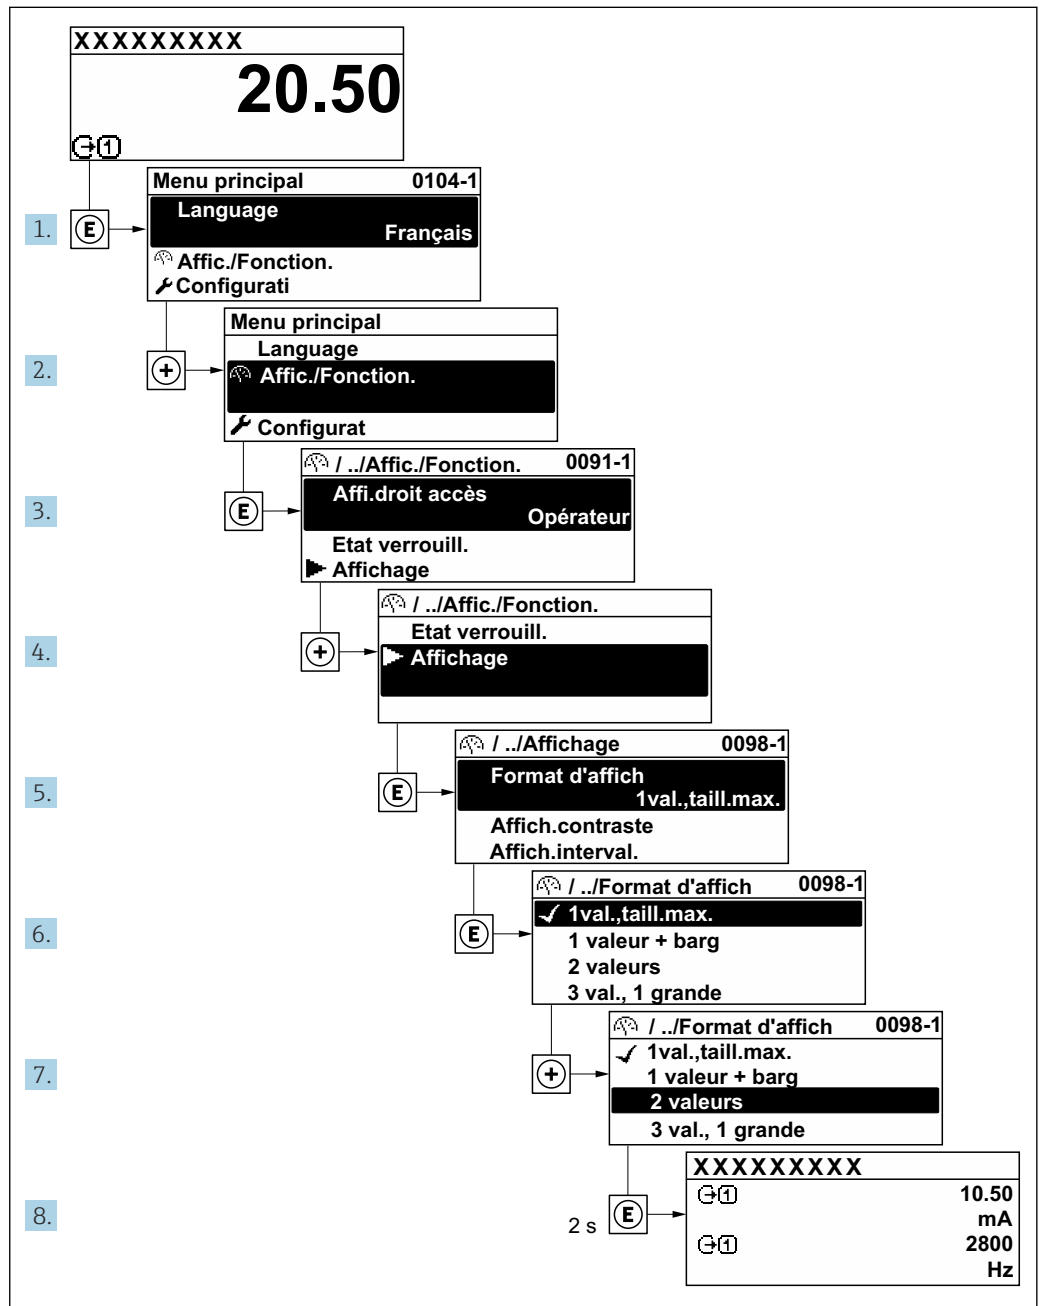 XXXXXXXXX
20.50
1
1.
E
Menu principal 0104-1
Language
Français
Affic./Fonction.
Configurati
2.
+
Menu principal
Language
Affic./Fonction.
Configurat
3.
E
/ ../Affic./Fonction. 0091-1
Affi.droit accès
Opérateur
Etat verrouill.
Affichage
4.
+
/ ../Affic./Fonction.
Etat verrouill.
Affichage
5.
E
/ ../Affichage 0098-1
Format d'affich
1val.,taill.max.
Affich.contraste
Affich.interval.
6.
E
/ ../Format d'affich 0098-1
1val.,taill.max.
1 valeur + barg
2 valeurs
3 val., 1 grande
7.
+
/ ../Format d'affich 0098-1
1val.,taill.max.
1 valeur + barg
2 valeurs
3 val., 1 grande
8.
2 s
E
XXXXXXXXX
1 10.50
mA
1 2800
Hz